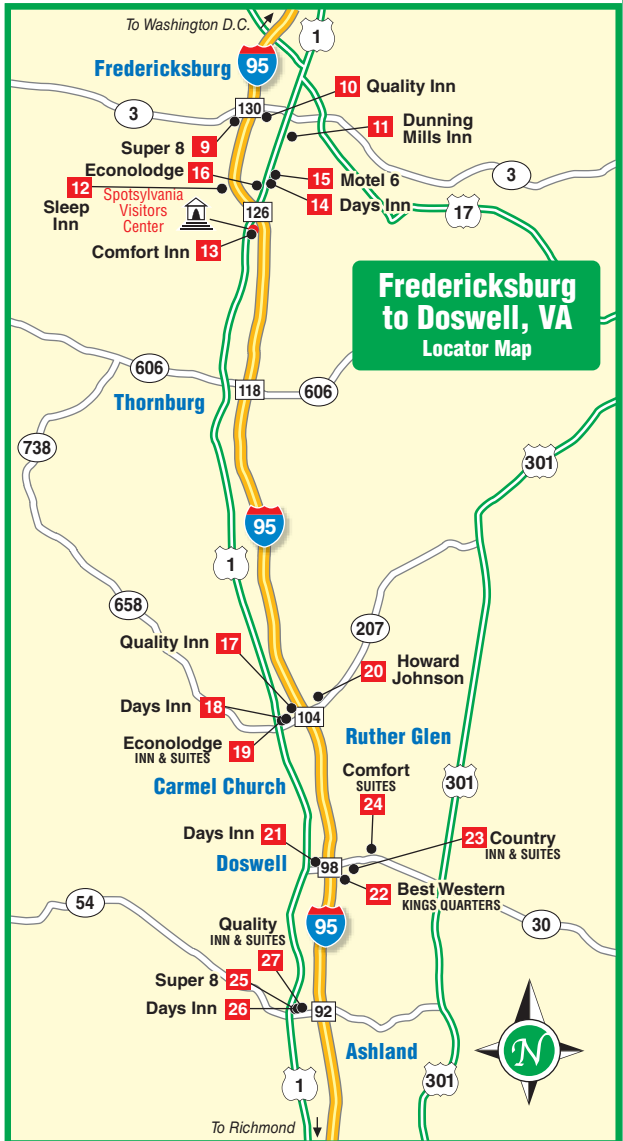 To Washington D.C.
1
Fredericksburg
95
10 Quality Inn
130
3
11 Dunning
Mills Inn
Super 8 9
Econolodge 16
15 Motel 6
3
12
Sleep
Inn
Spotsylvania
Visitors
Center
14 Days Inn
126
17
Comfort Inn 13
Fredericksburg
to Doswell, VA
Locator Map
606
118
606
Thornburg
738
301
95
1
658
207
Quality Inn 17
20 Howard
Johnson
Days Inn 18
104
Econolodge 19
INN & SUITES
Ruther Glen
Carmel Church
Comfort
SUITES
24
301
Days Inn 21
23 Country
INN & SUITES
Doswell
98
22 Best Western
KINGS QUARTERS
54
30
95
Quality
INN & SUITES
27
Super 8 25
Days Inn 26
92
N
Ashland
1
301
To Richmond